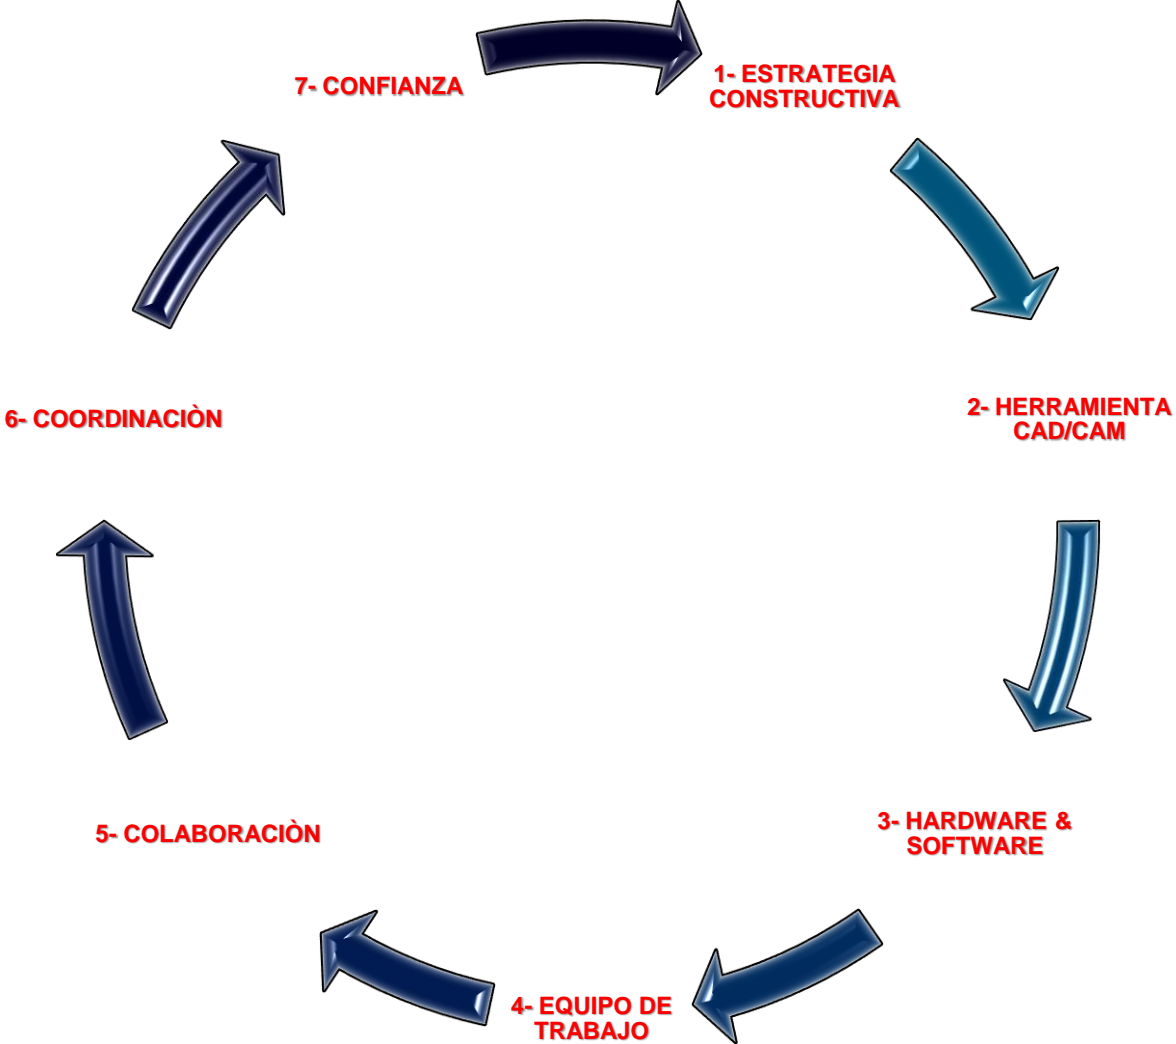 1- ESTRATEGIA
CONSTRUCTIVA
2- HERRAMIENTA
CAD/CAM
3- HARDWARE &
SOFTWARE
4- EQUIPO DE
TRABAJO
5- COLABORACIÒN
6- COORDINACIÒN
7- CONFIANZA